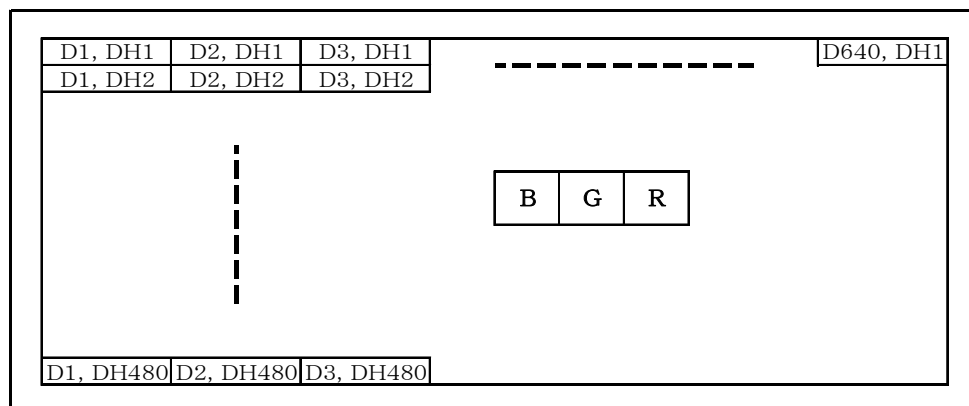 D1, DH1 D2, DH1 D3, DH1 D640, DH1
D1, DH2 D2, DH2 D3, DH2
B G R
D1, DH480 D2, DH480 D3, DH480